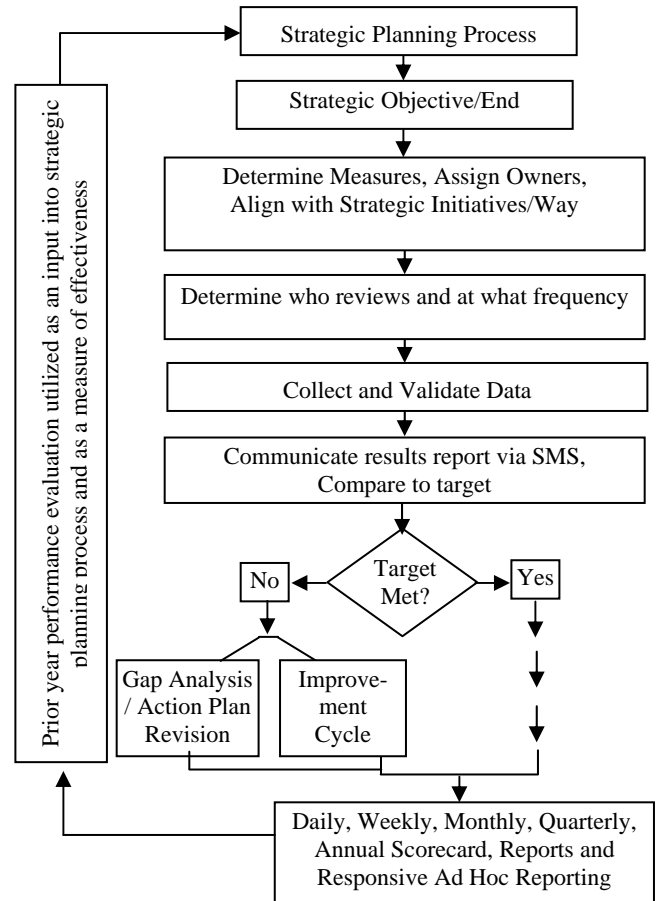 Strategic Planning Process
Strategic Objective/End
Determine Measures, Assign Owners,
Align with Strategic Initiatives/Way
Determine who reviews and at what frequency
Collect and Validate Data
Communicate results report via SMS,
Compare to target
Target
Met?
No
Yes
Gap Analysis
/ Action Plan
Revision
Improve-
ment
Cycle
Daily, Weekly, Monthly, Quarterly,
Annual Scorecard, Reports and
Responsive Ad Hoc Reporting
Prior year performance evaluation utilized as an input into strategic
planning process and as a measure of effectiveness